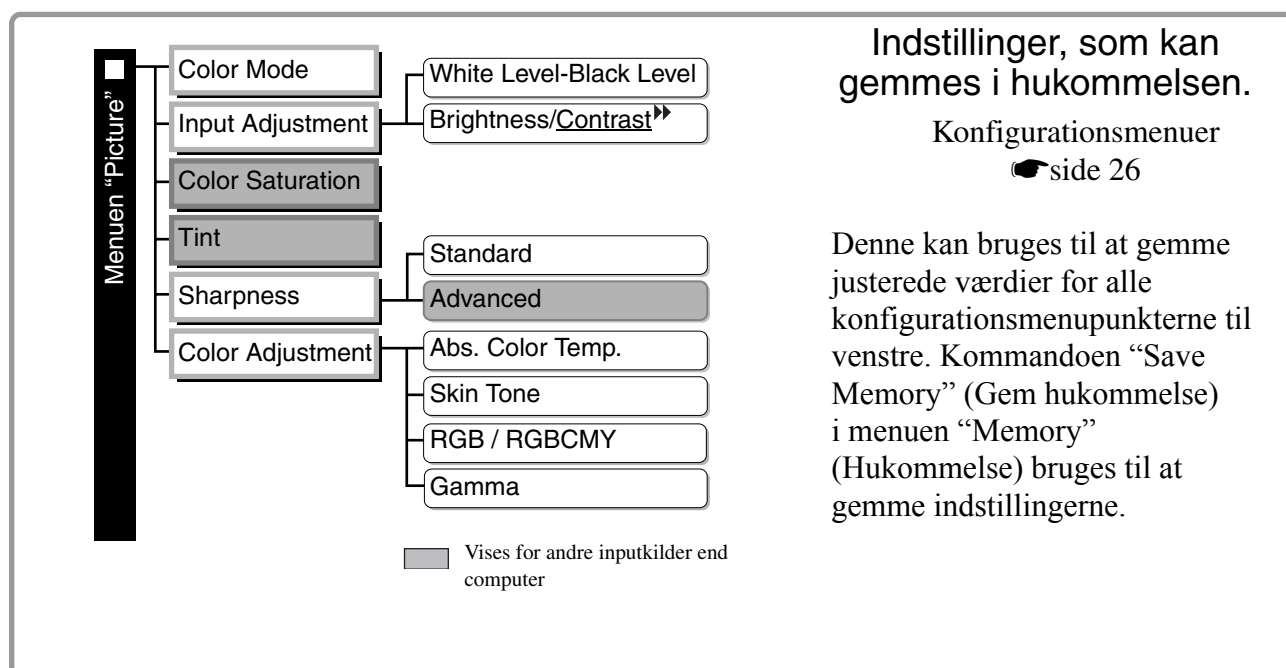 Menuen “Picture”
Color Mode
Input Adjustment
White Level-Black Level
Brightness/Contrast
Color Saturation
Tint
Sharpness
Standard
Advanced
Color Adjustment
Abs. Color Temp.
Skin Tone
RGB / RGBCMY
Gamma
Vises for andre inputkilder end
computer
Indstillinger, som kan
gemmes i hukommelsen.
Konfigurationsmenuer
☛side 26
Denne kan bruges til at gemme
justerede værdier for alle
konfigurationsmenupunkterne til
venstre. Kommandoen “Save
Memory” (Gem hukommelse)
i menuen “Memory”
(Hukommelse) bruges til at
gemme indstillingerne.